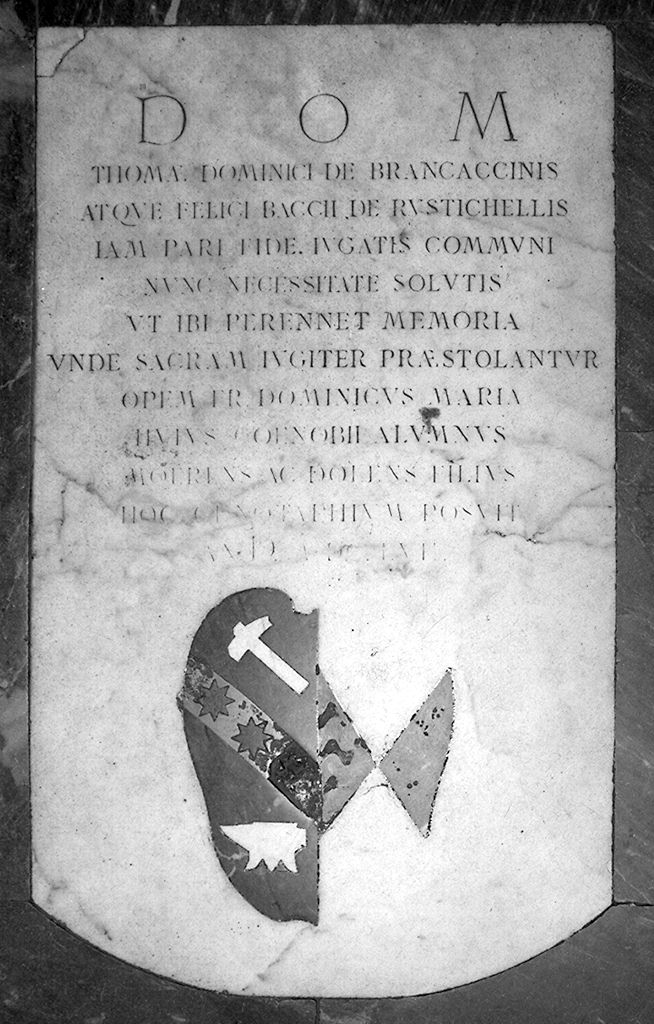 D O M
THOMÆ. DOMINICI DE BRANCACCINIS
ATQVE FELICI BACCII DE RVSTICHELLIS
IAM PARI FIDE. IVGATIS COMMVNI
NVNC NECESSITATE SOLVTIS
VT IBI PERENNET MEMORIA
VNDE SACRAM IVGITER PRÆSTOLANTVR
OPEM FR DOMINICVS MARIA
HVIVS COENOBII ALVMNVS
MOERENS AC DOLENS FILIVS
HOC CENOTAPHIVM POSVIT